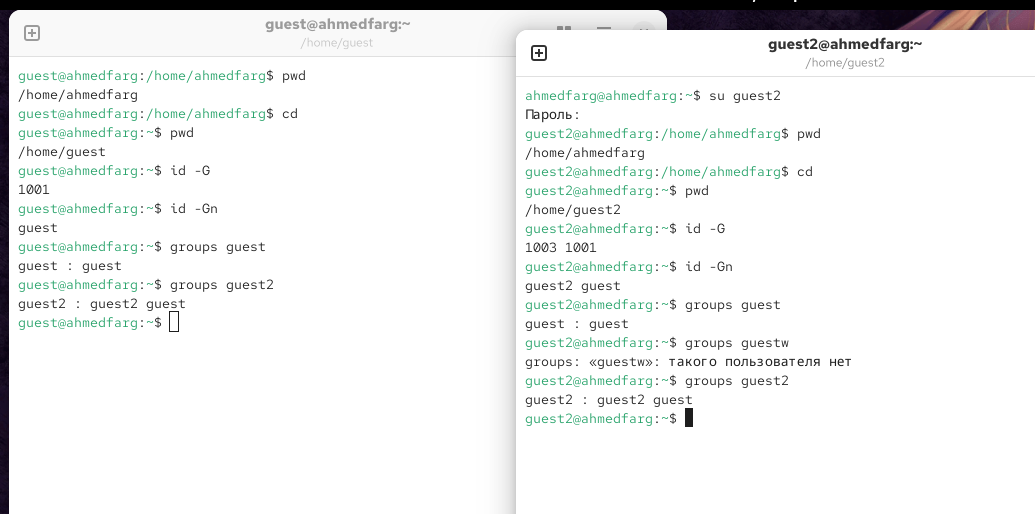 guest@ahmedfarg:~
/home/guest
guest@ahmedfarg:/home/ahmedfarg$ pwd
/home/ahmedfarg
guest@ahmedfarg:/home/ahmedfarg$ cd
guest@ahmedfarg:~$ pwd
/home/guest
guest@ahmedfarg:~$ id -G
1001
guest@ahmedfarg:~$ id -Gn
guest
guest@ahmedfarg:~$ groups guest
guest : guest
guest@ahmedfarg:~$ groups guest2
guest2 : guest2 guest
guest@ahmedfarg:~$
guest2@ahmedfarg:~
/home/guest2
ahmedfarg@ahmedfarg:~$ su guest2
Пароль:
guest2@ahmedfarg:/home/ahmedfarg$ pwd
/home/ahmedfarg
guest2@ahmedfarg:/home/ahmedfarg$ cd
guest2@ahmedfarg:~$ pwd
/home/guest2
guest2@ahmedfarg:~$ id -G
1003 1001
guest2@ahmedfarg:~$ id -Gn
guest2 guest
guest2@ahmedfarg:~$ groups guest
guest : guest
guest2@ahmedfarg:~$ groups guestw
groups: «guestw»: такого пользователя нет
guest2@ahmedfarg:~$ groups guest2
guest2 : guest2 guest
guest2@ahmedfarg:~$